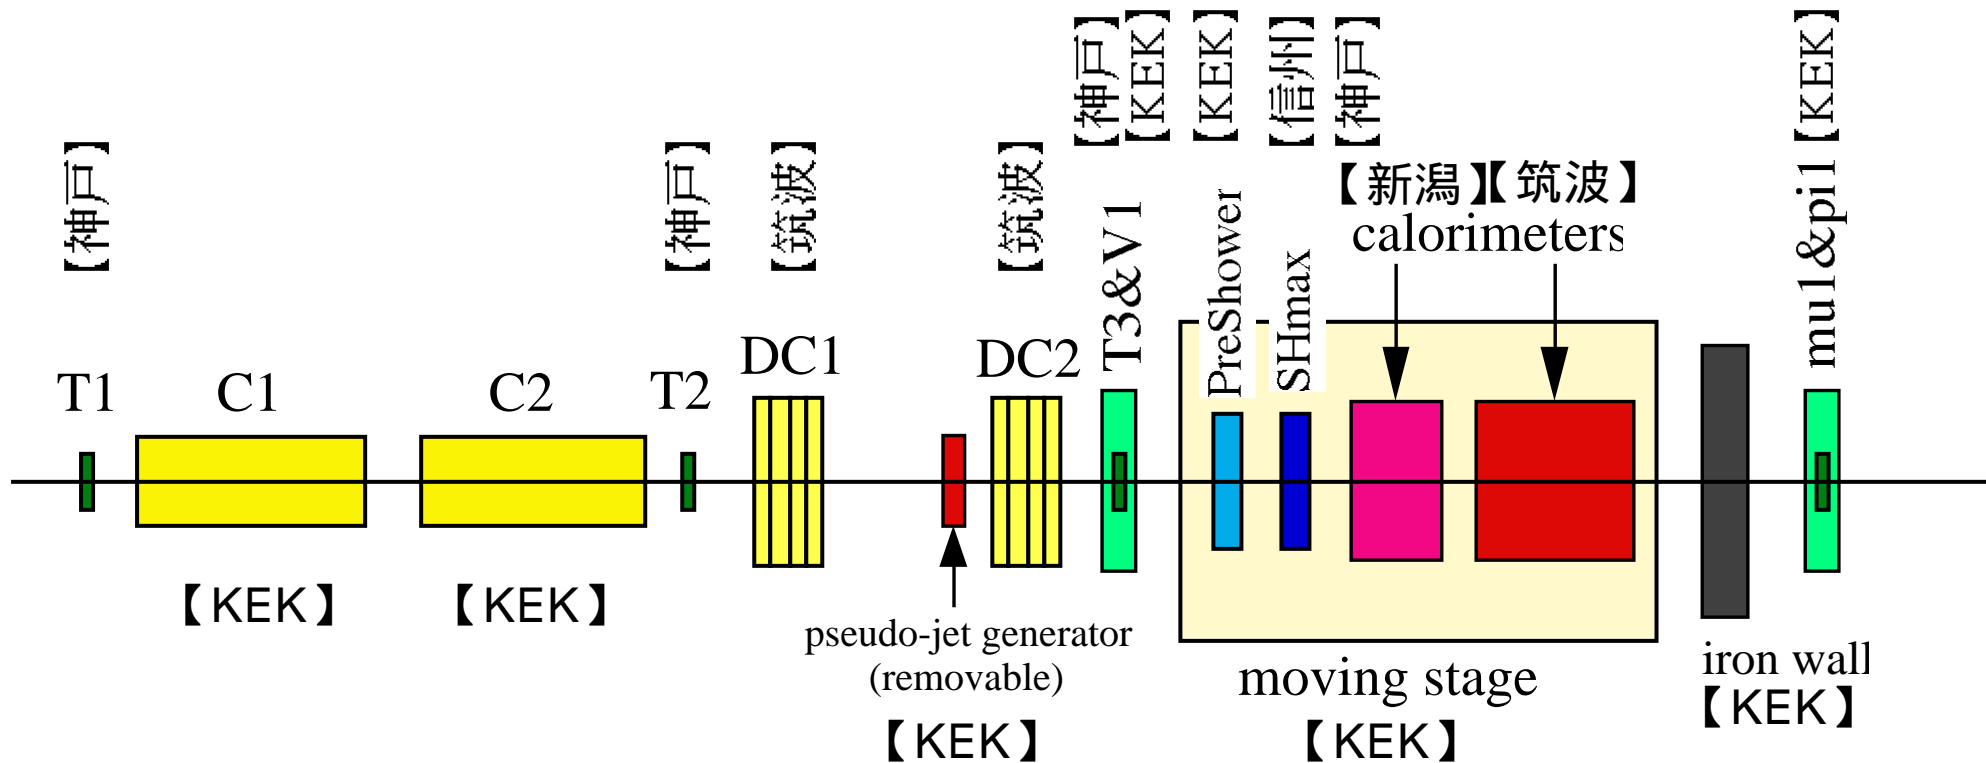 【神戸】
【KEK】
【KEK】
【信州】
【神戸】
【KEK】
【神戸】
【神戸】
【筑波】
【筑波】
【新潟】【筑波】
calorimeters
T1
C1
C2
T2
DC1
DC2
T3&V1
PreShower
SHmax
mu1&pi1
【KEK】
【KEK】
pseudo-jet generator
(removable)
【KEK】
moving stage
【KEK】
iron wall
【KEK】